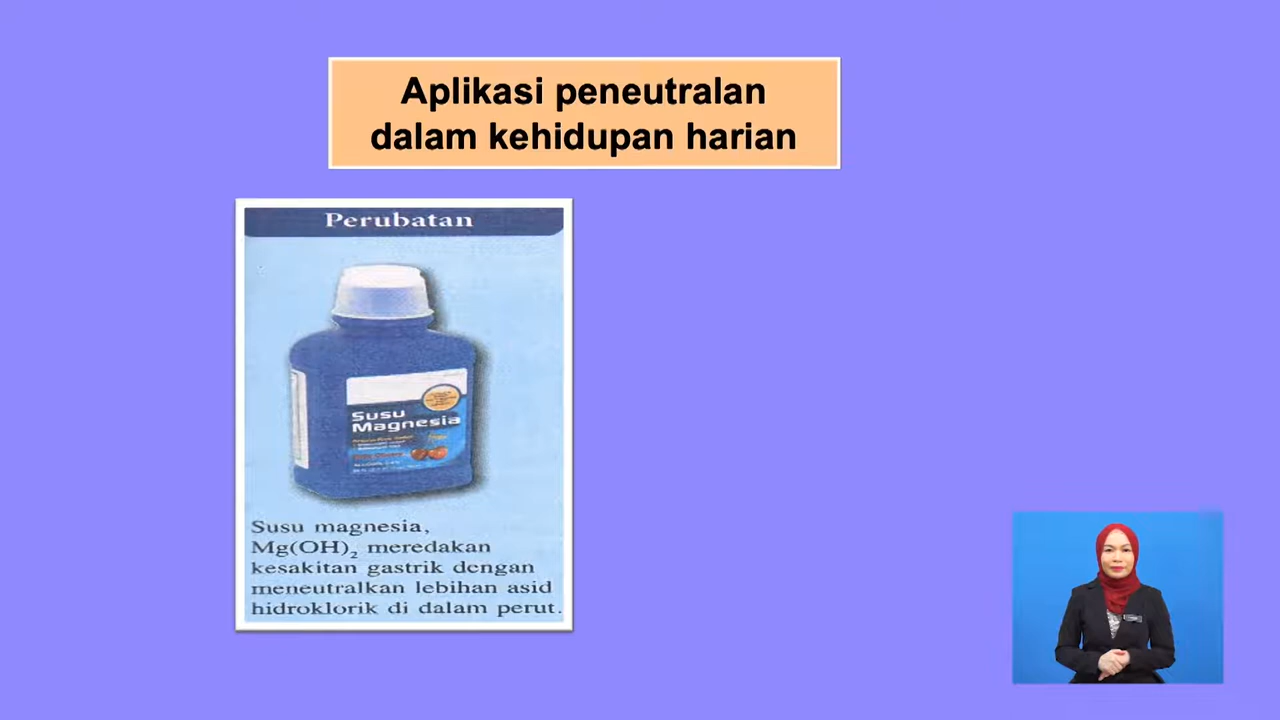 Aplikasi peneutralan
dalam kehidupan harian
Perubatan
Susu
Magnesia
Susu magnesia,
Mg(OH)₂ meredakan
kesakitan gastrik dengan
meneutralkan lebihan asid
hidroklorik di dalam perut.